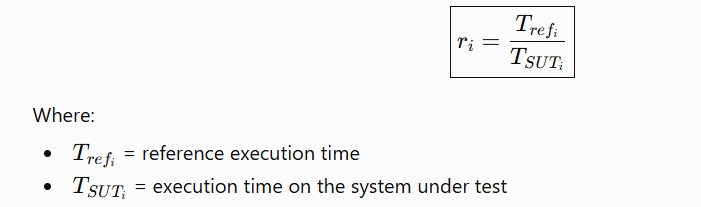 $$r_i = \frac{T_{ref_i}}{T_{SUT_i}}$$
Where:
• $T_{ref_i}$ = reference execution time
• $T_{SUT_i}$ = execution time on the system under test